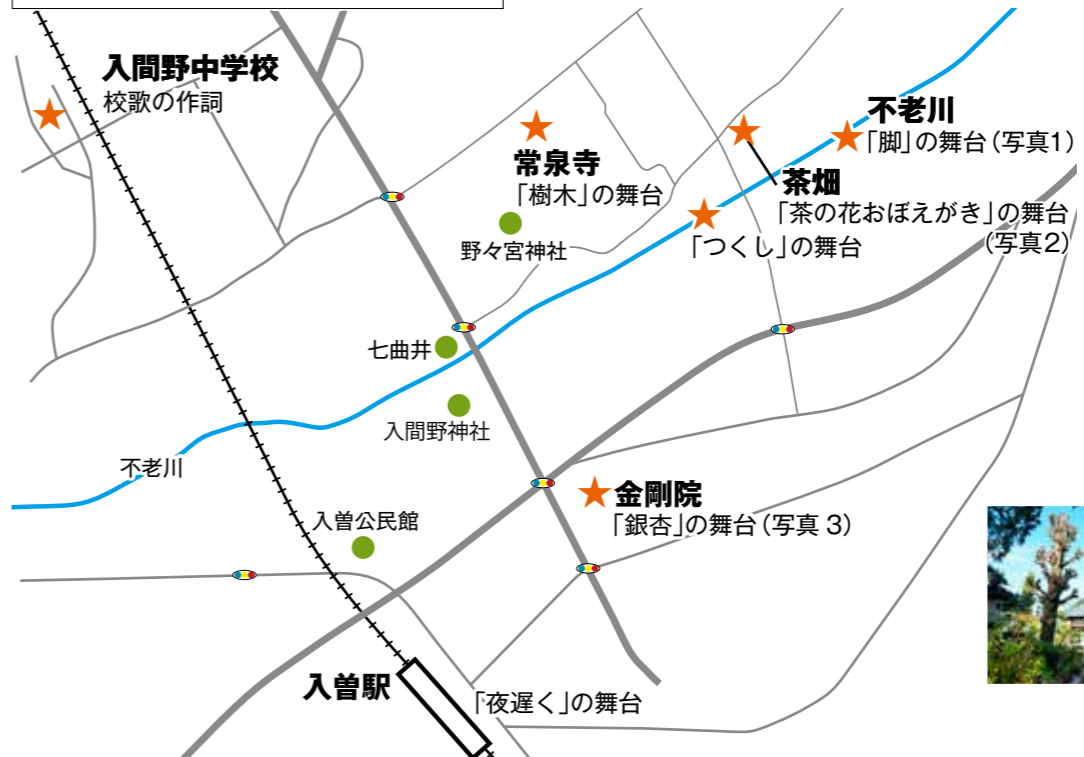 入間野中学校
校歌の作詞
常泉寺
「樹木」の舞台
野々宮神社
不老川
「脚」の舞台(写真1)
茶畑
「茶の花おぼえがき」の舞台
(写真2)
「つくし」の舞台
七曲井
入間野神社
不老川
入曽公民館
金剛院
「銀杏」の舞台(写真 3)
入曽駅
「夜遅く」の舞台